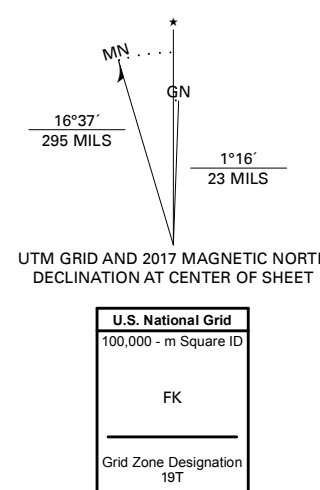 ★
MN
GN
16°37´
295 MILS
1°16´
23 MILS
UTM GRID AND 2017 MAGNETIC NORTH
DECLINATION AT CENTER OF SHEET
U.S. National Grid
100,000 - m Square ID
FK
Grid Zone Designation
19T